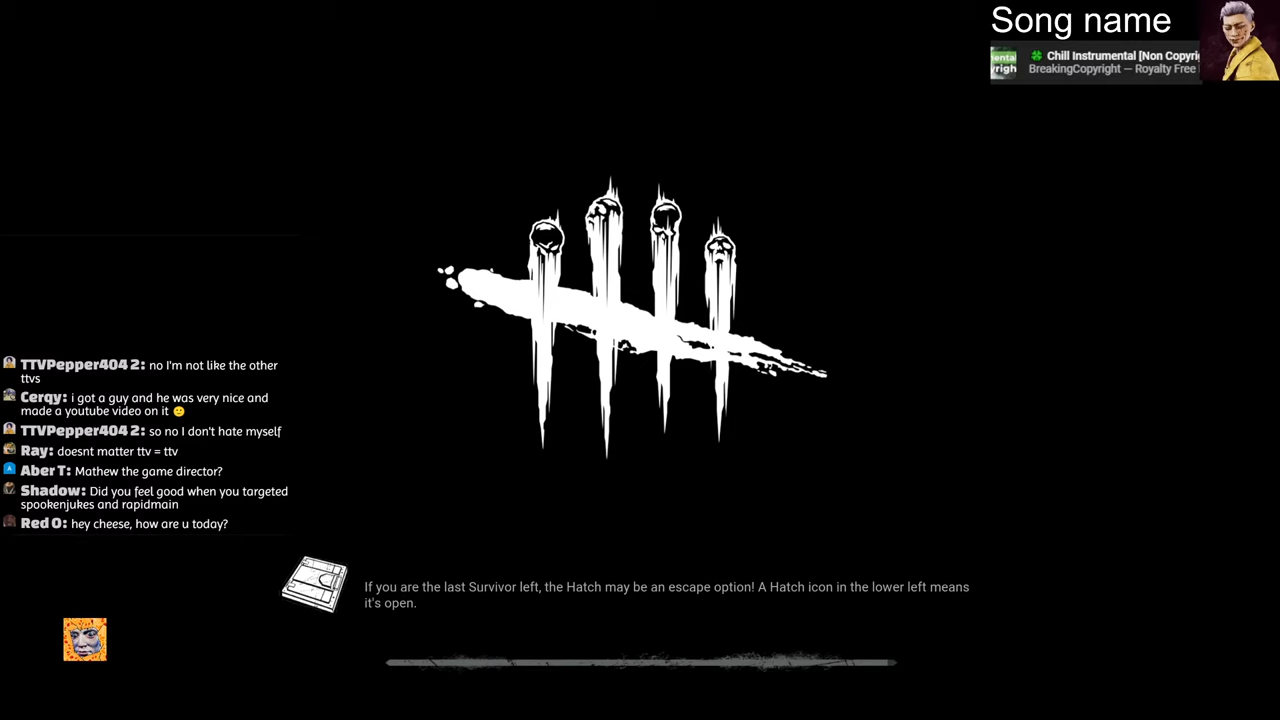 Song name
Chill Instrumental [Non Copyri
BreakingCopyright — Royalty Free
TTVPepper404 2: no I'm not like the other
ttvs
Cerqy: i got a guy and he was very nice and
made a youtube video on it 🙂
TTVPepper404 2: so no I don't hate myself
Ray: doesnt matter ttv = ttv
Aber T: Mathew the game director?
Shadow: Did you feel good when you targeted
spookenjukes and rapidmain
Red O: hey cheese, how are u today?
If you are the last Survivor left, the Hatch may be an escape option! A Hatch icon in the lower left means
it's open.